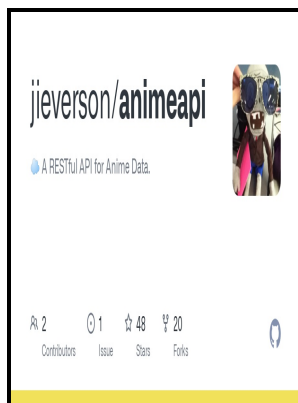 jieverson/animeapi
A RESTful API for Anime Data.
2 1 48 20
Contributors Issue Stars Forks